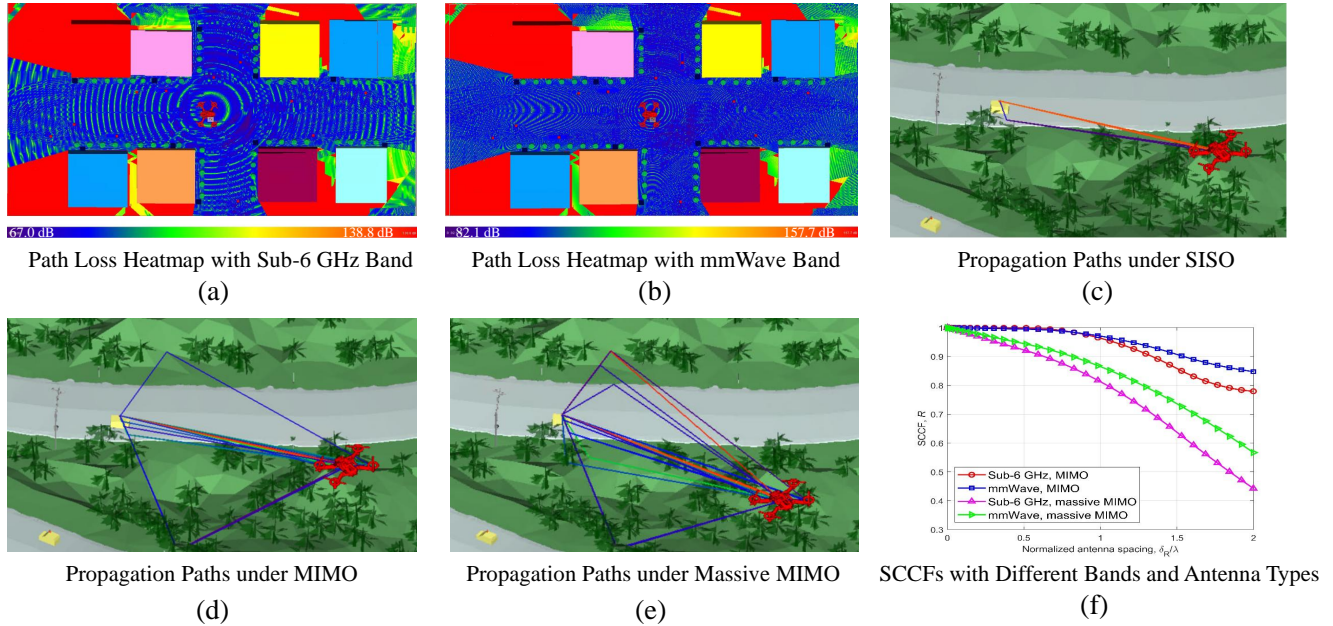 67.0 dB 138.8 dB
82.1 dB 157.7 dB
Path Loss Heatmap with Sub-6 GHz Band
(a)
Path Loss Heatmap with mmWave Band
(b)
Propagation Paths under SISO
(c)
Propagation Paths under MIMO
(d)
Propagation Paths under Massive MIMO
(e)
1
0.9
0.8
0.7
0.6
0.5
0.4
0.3
SCCF, R
Sub-6 GHz, MIMO
mmWave, MIMO
Sub-6 GHz, massive MIMO
mmWave, massive MIMO
0 0.5 1 1.5 2
Normalized antenna spacing, δ_R/λ
SCCFs with Different Bands and Antenna Types
(f)